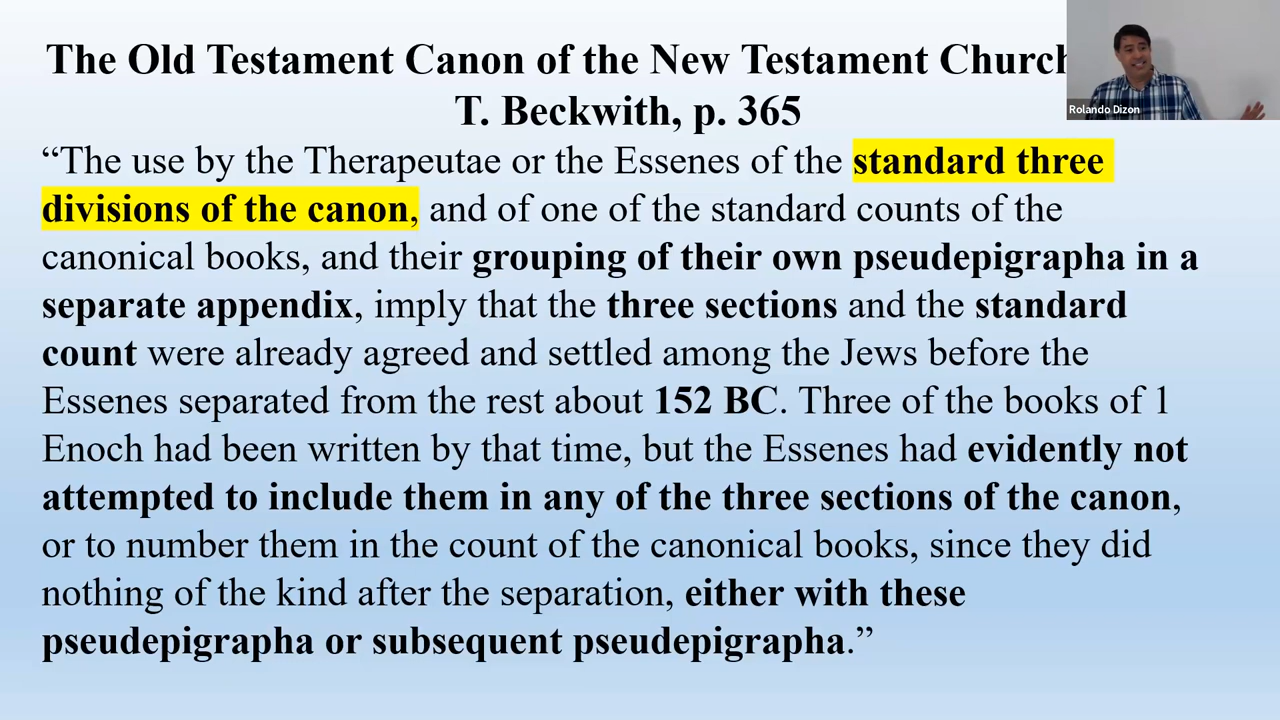 The Old Testament Canon of the New Testament Church
T. Beckwith, p. 365
Rolando Dizon
“The use by the Therapeutae or the Essenes of the standard three
divisions of the canon, and of one of the standard counts of the
canonical books, and their grouping of their own pseudepigrapha in a
separate appendix, imply that the three sections and the standard
count were already agreed and settled among the Jews before the
Essenes separated from the rest about 152 BC. Three of the books of 1
Enoch had been written by that time, but the Essenes had evidently not
attempted to include them in any of the three sections of the canon,
or to number them in the count of the canonical books, since they did
nothing of the kind after the separation, either with these
pseudepigrapha or subsequent pseudepigrapha.”